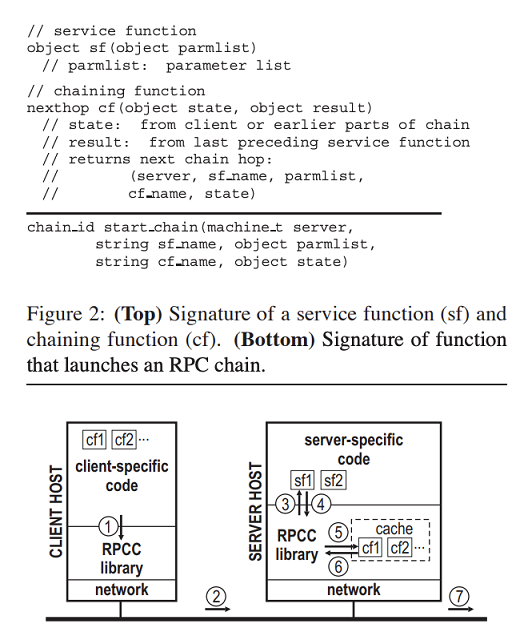 // service function
object sf(object parmlist)
// parmlist: parameter list
// chaining function
nexthop cf(object state, object result)
// state: from client or earlier parts of chain
// result: from last preceding service function
// returns next chain hop:
// (server, sf_name, parmlist,
// cf_name, state)
chain_id start_chain(machine_t server,
string sf_name, object parmlist,
string cf_name, object state)
Figure 2: (Top) Signature of a service function (sf) and
chaining function (cf). (Bottom) Signature of function
that launches an RPC chain.
CLIENT HOST
cf1 cf2 ...
client-specific
code
1
RPCC
library
network
2
SERVER HOST
server-specific
code
sf1 sf2
3 4
RPCC
library
5
6
cache
cf1 cf2 ...
network
7